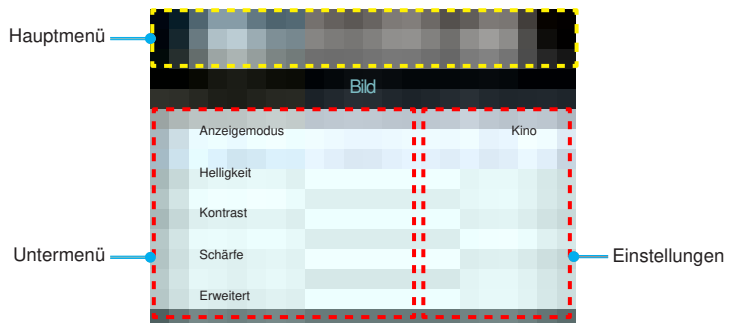 Hauptmenü
Bild
Anzeigemodus Kino
Helligkeit
Kontrast
Untermenü Schärfe Einstellungen
Erweitert